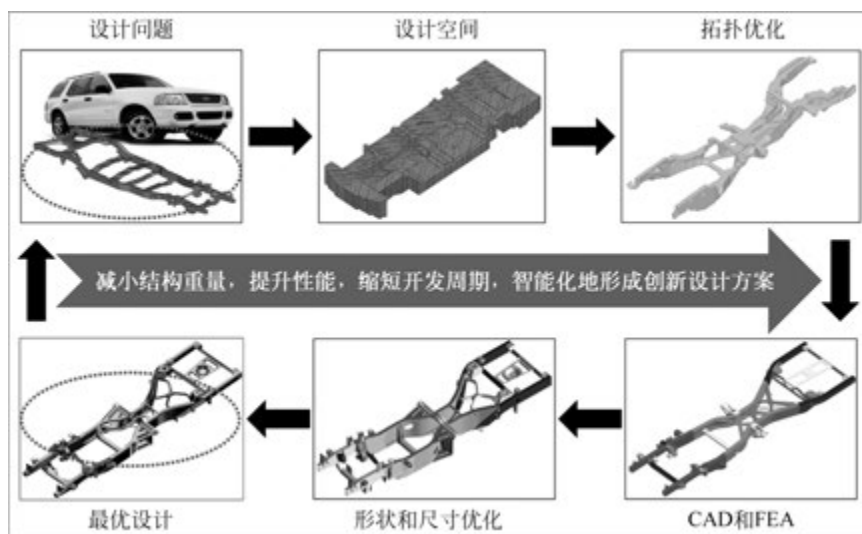 设计问题
设计空间
拓扑优化
减小结构重量，提升性能，缩短开发周期，智能化地形成创新设计方案
最优设计
形状和尺寸优化
CAD和FEA